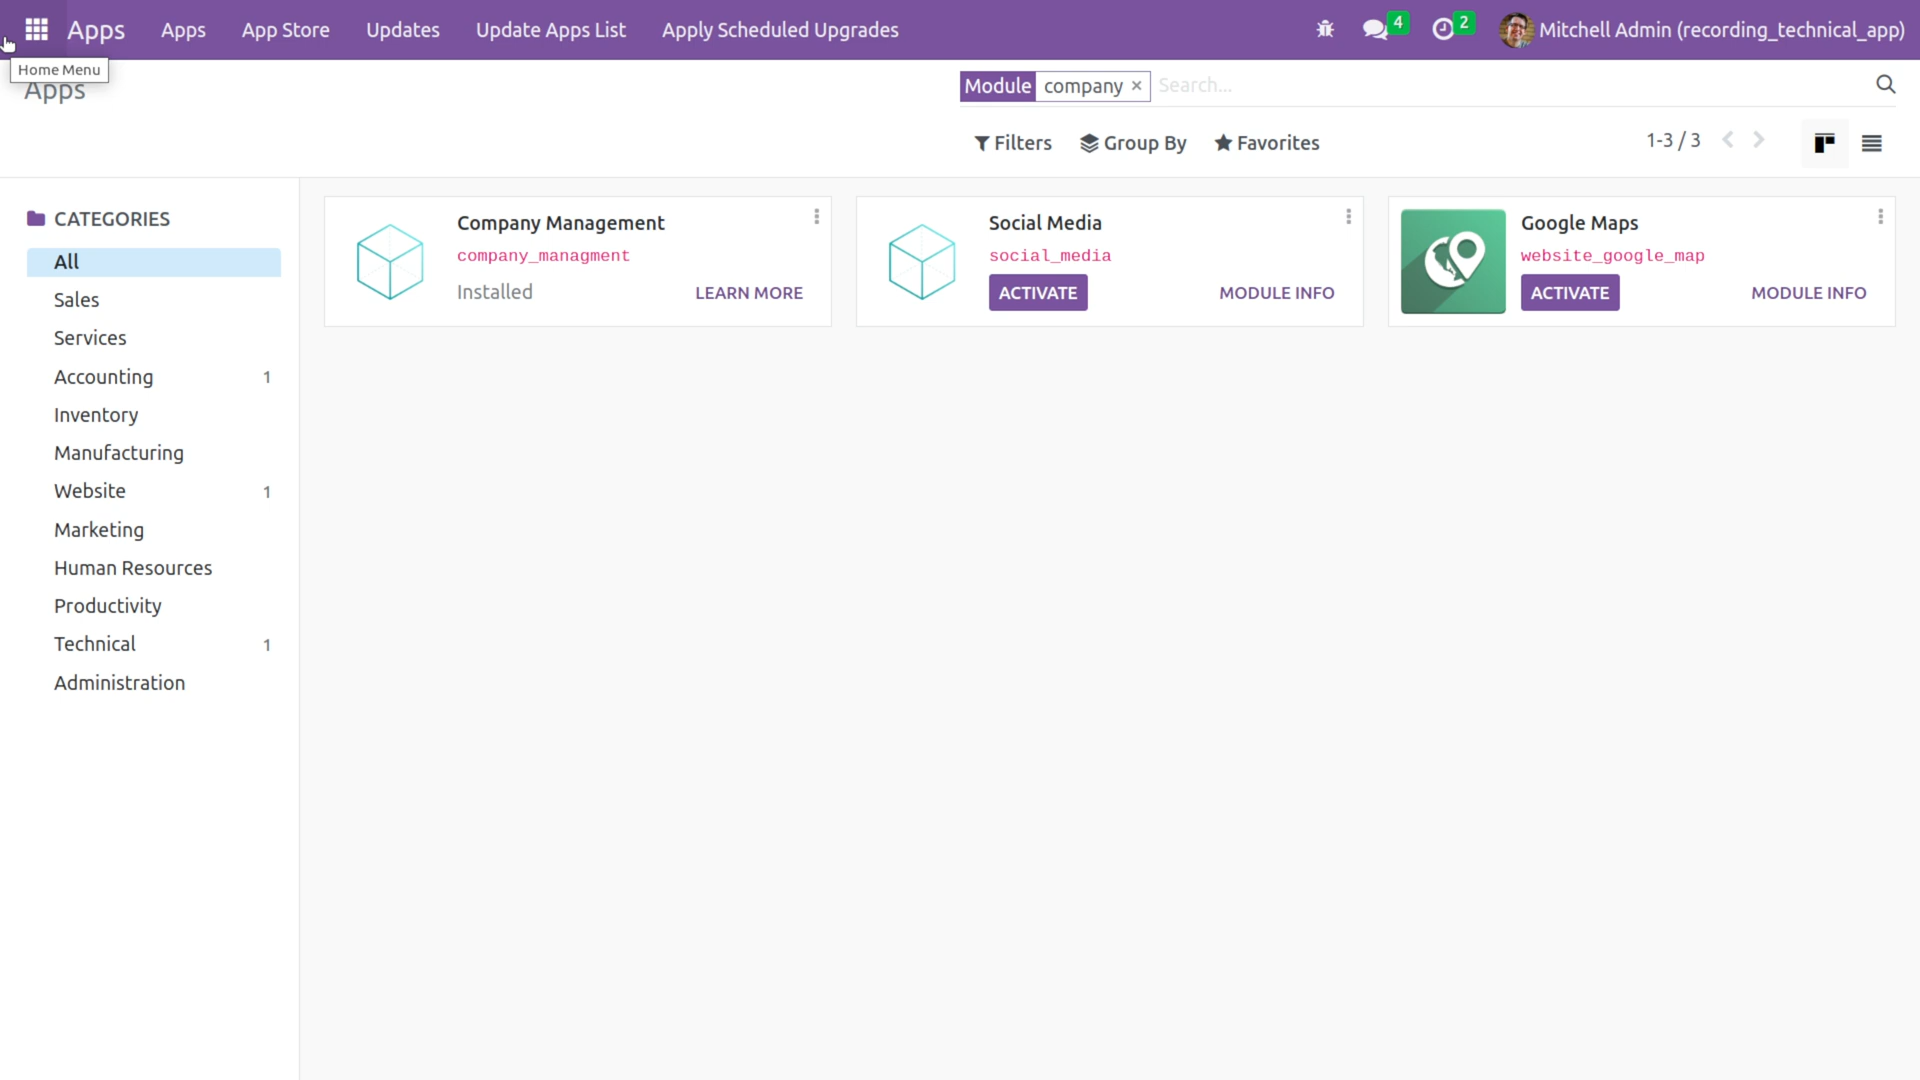 Apps Apps App Store Updates Update Apps List Apply Scheduled Upgrades 4 2 Mitchell Admin (recording_technical_app)
Home Menu
Apps
Module company × Search...
Filters Group By Favorites 1-3 / 3
CATEGORIES
All
Sales
Services
Accounting 1
Inventory
Manufacturing
Website 1
Marketing
Human Resources
Productivity
Technical 1
Administration
Company Management
company_managment
Installed LEARN MORE
Social Media
social_media
ACTIVATE MODULE INFO
Google Maps
website_google_map
ACTIVATE MODULE INFO